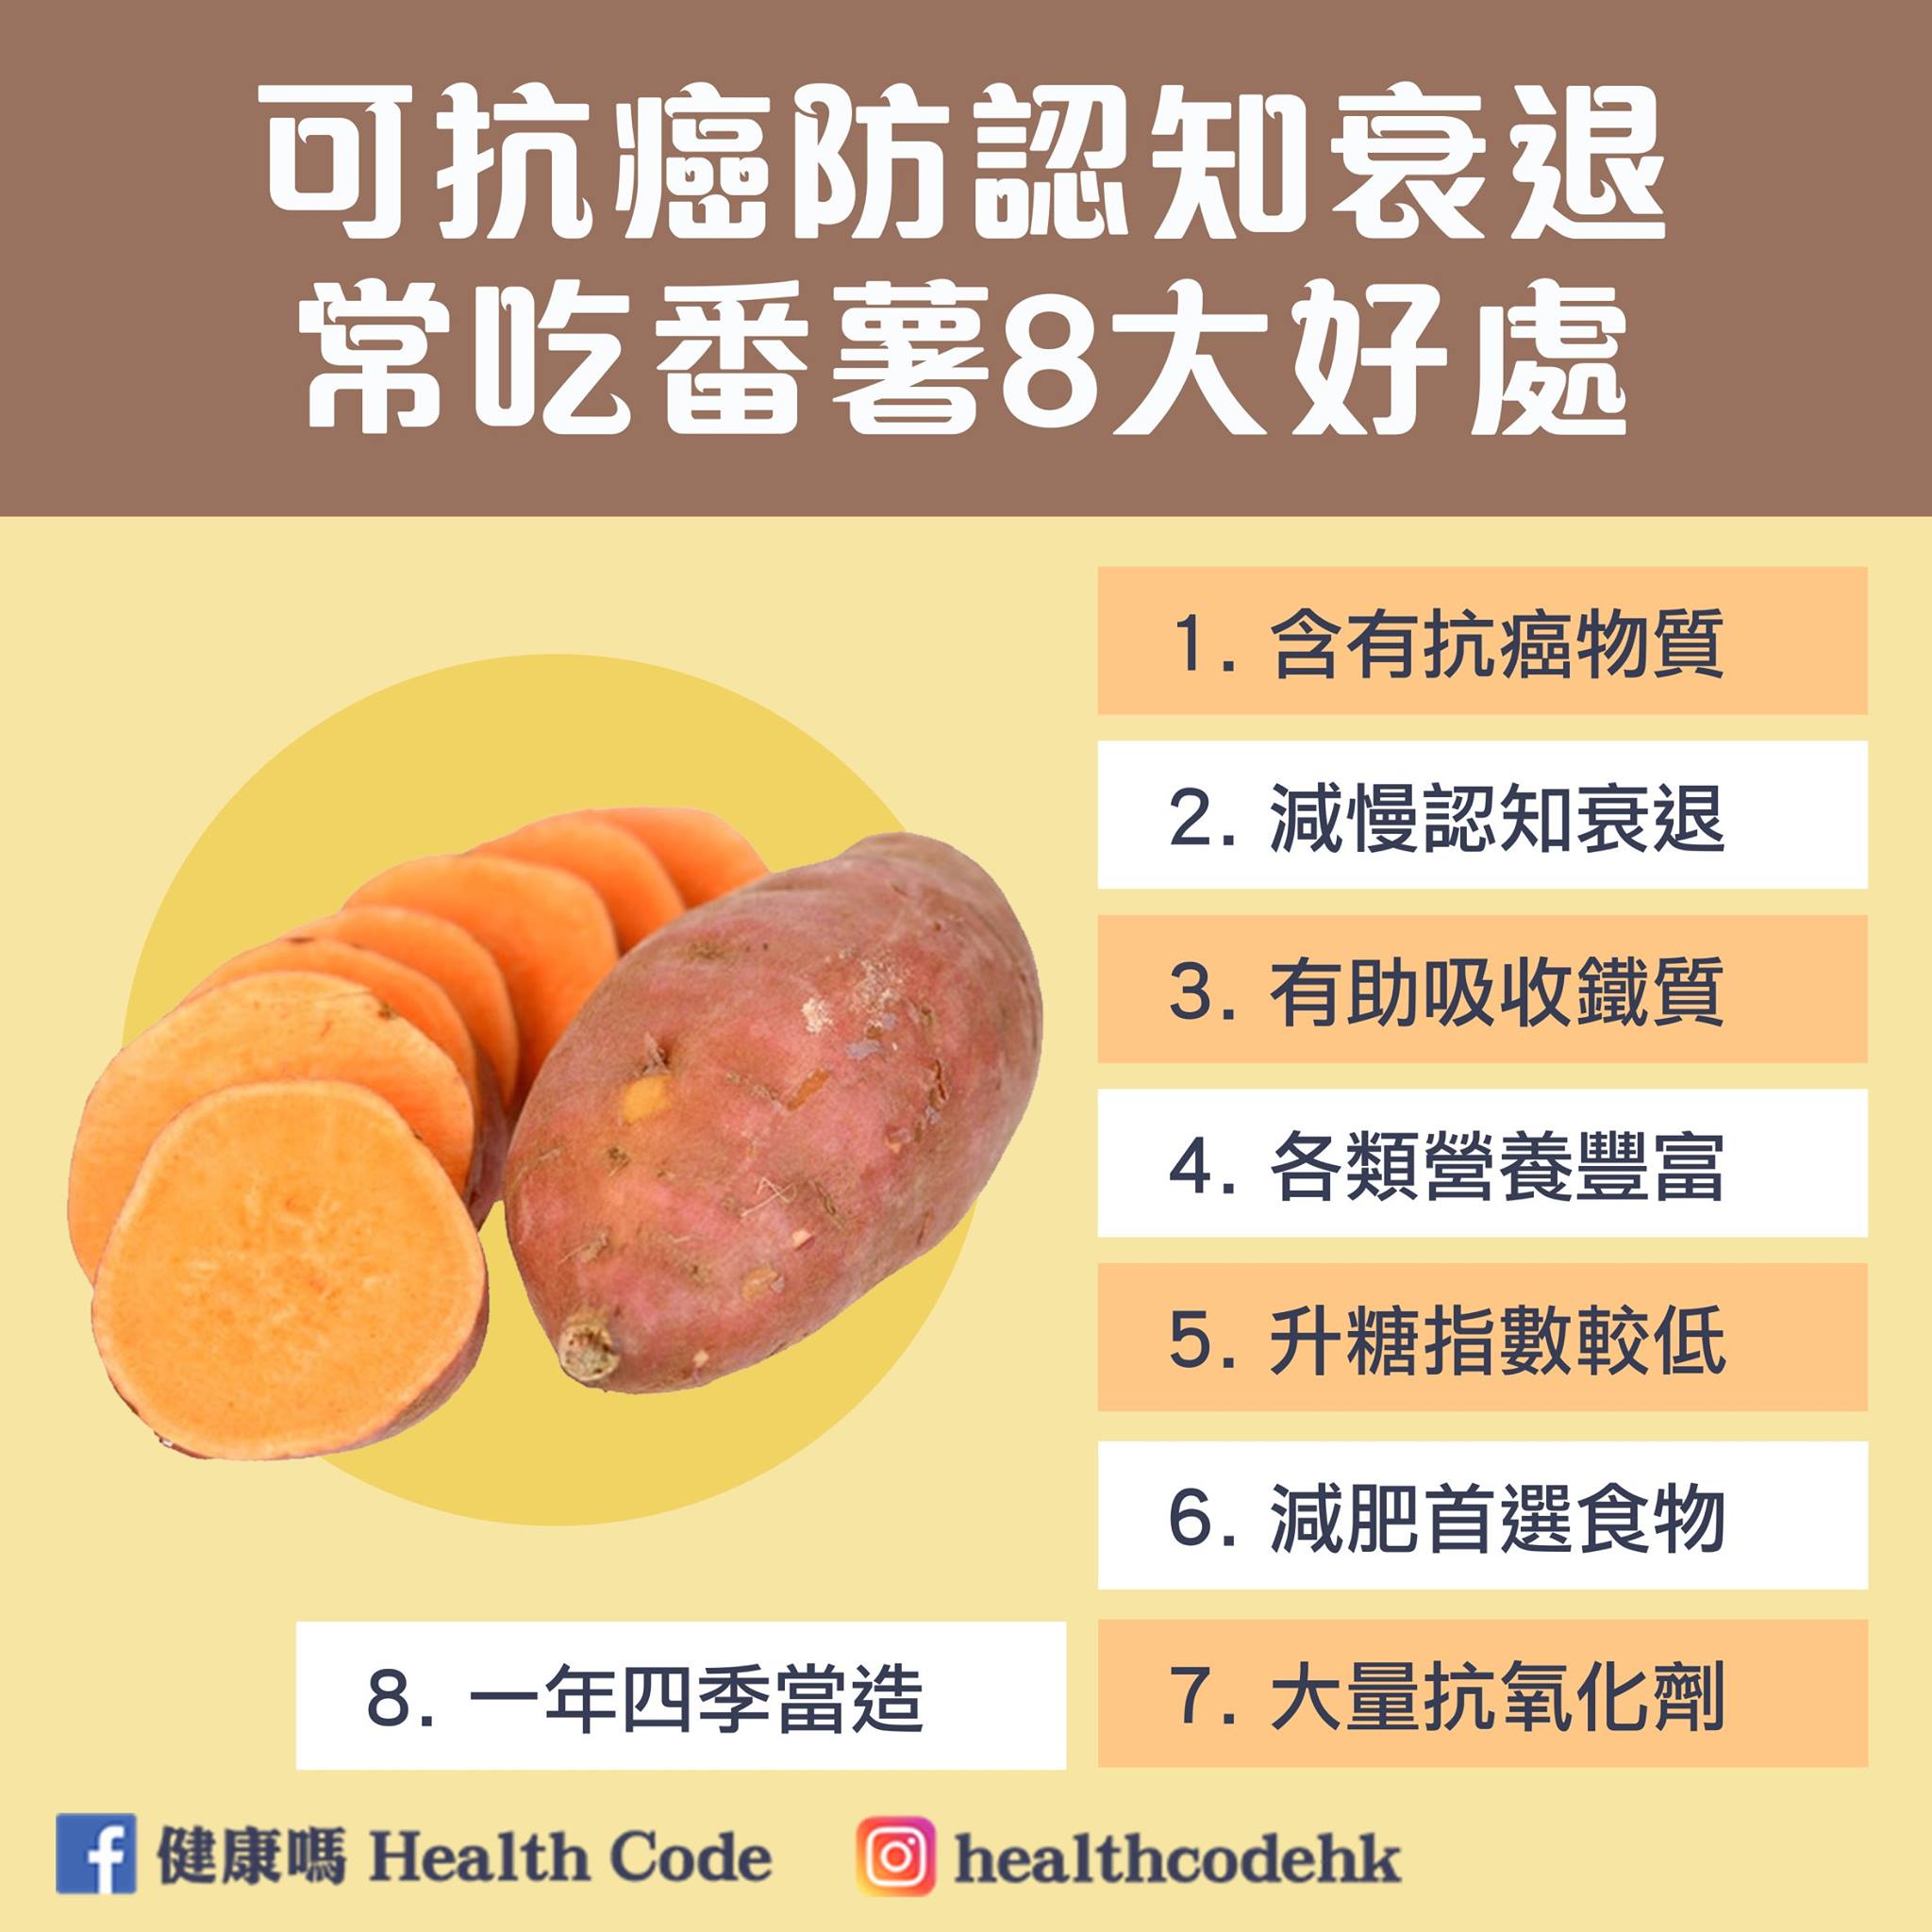 可抗癌防認知衰退
常吃番薯8大好處
1. 含有抗癌物質
2. 減慢認知衰退
3. 有助吸收鐵質
4. 各類營養豐富
5. 升糖指數較低
6. 減肥首選食物
7. 大量抗氧化劑
8. 一年四季當造
健康嗎 Health Code
healthcodehk